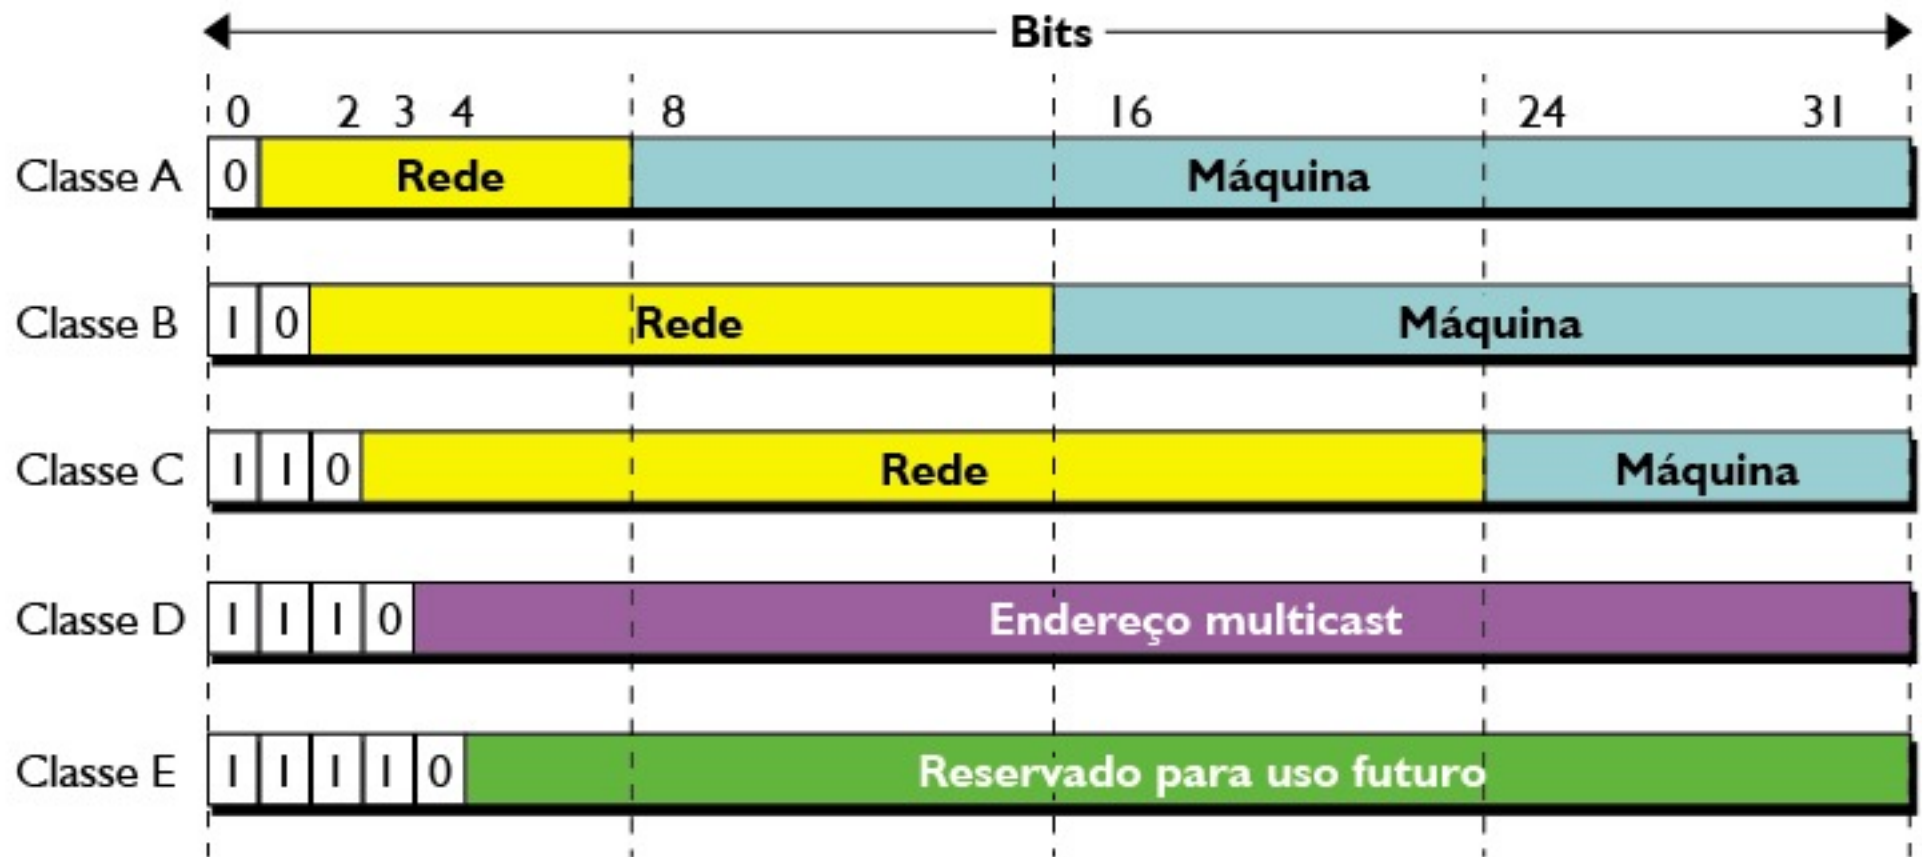 Bits
0 2 3 4 8 16 24 31
Classe A 0 Rede Máquina
Classe B 1 0 Rede Máquina
Classe C 1 1 0 Rede Máquina
Classe D 1 1 1 0 Endereço multicast
Classe E 1 1 1 1 0 Reservado para uso futuro